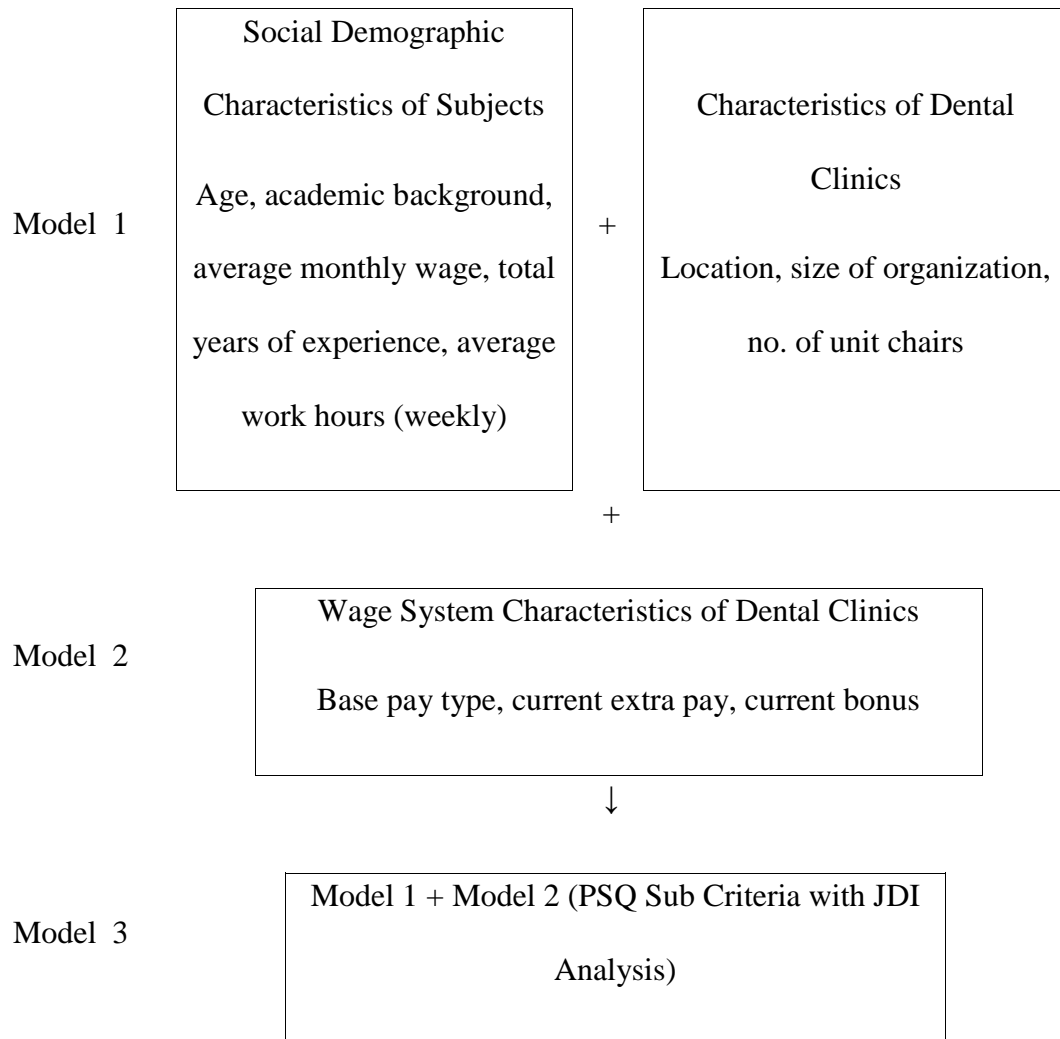 Model 1
Social Demographic
Characteristics of Subjects
Age, academic background,
average monthly wage, total
years of experience, average
work hours (weekly)
+
Characteristics of Dental
Clinics
Location, size of organization,
no. of unit chairs
+
Model 2
Wage System Characteristics of Dental Clinics
Base pay type, current extra pay, current bonus
↓
Model 3
Model 1 + Model 2 (PSQ Sub Criteria with JDI
Analysis)